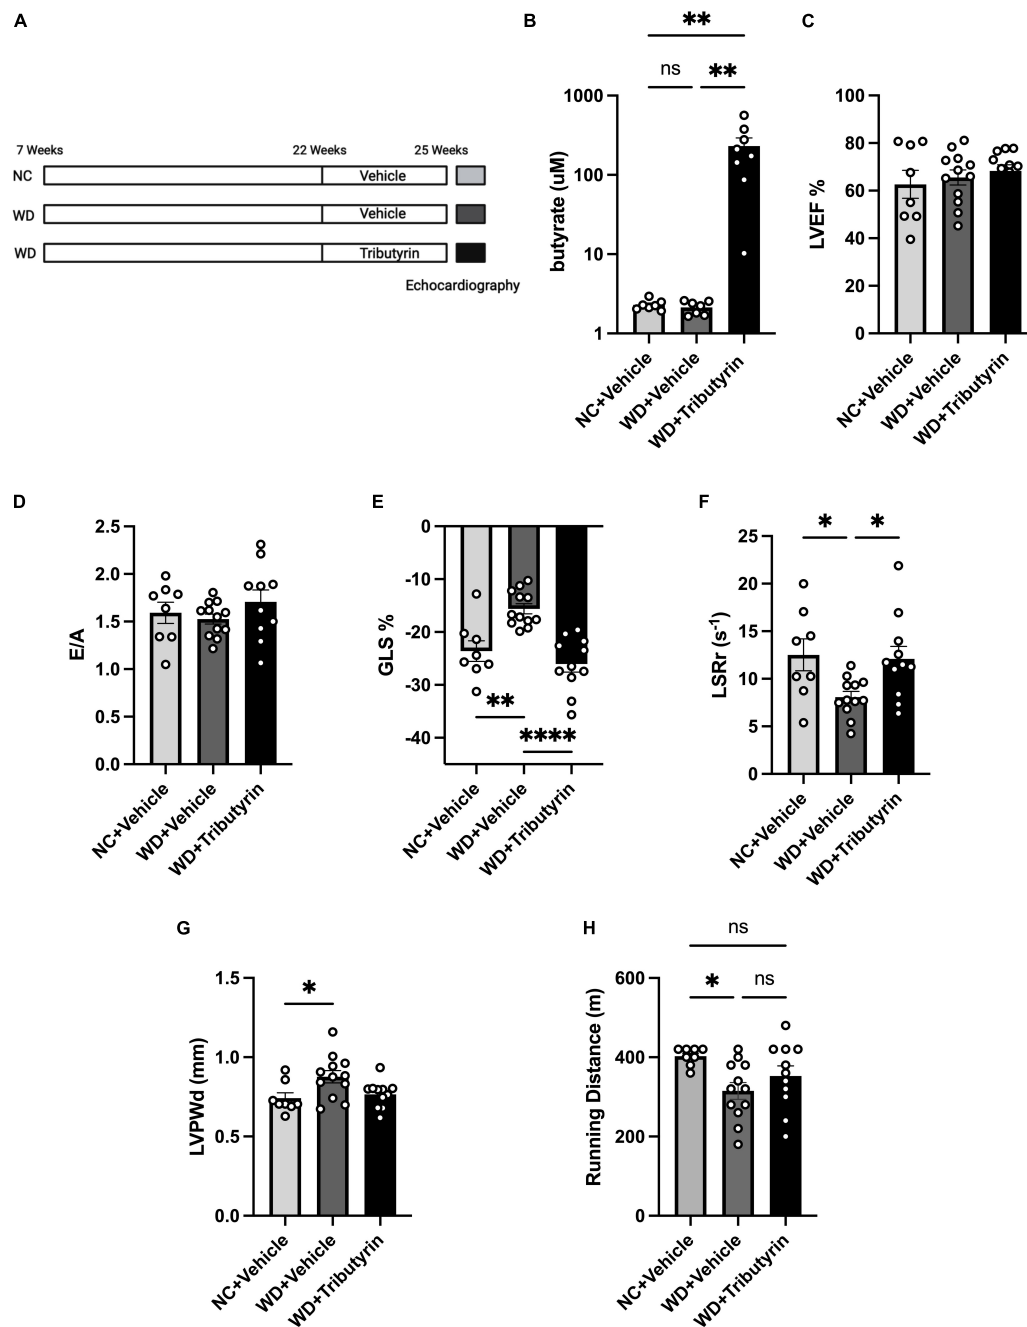 A
7 Weeks 22 Weeks 25 Weeks
NC Vehicle
WD Vehicle
WD Tributyrin
Echocardiography
B
**
ns **
butyrate (uM)
1000
100
10
1
NC+Vehicle
WD+Vehicle
WD+Tributyrin
C
LVEF %
100
80
60
40
20
0
NC+Vehicle
WD+Vehicle
WD+Tributyrin
D
E/A
2.5
2.0
1.5
1.0
0.5
0.0
NC+Vehicle
WD+Vehicle
WD+Tributyrin
E
GLS %
0
-10
-20
-30
-40
**
****
NC+Vehicle
WD+Vehicle
WD+Tributyrin
F
* *
LSRr (s-1)
25
20
15
10
5
0
NC+Vehicle
WD+Vehicle
WD+Tributyrin
G
*
LVPWd (mm)
1.5
1.0
0.5
0.0
NC+Vehicle
WD+Vehicle
WD+Tributyrin
H
ns
* ns
Running Distance (m)
600
400
200
0
NC+Vehicle
WD+Vehicle
WD+Tributyrin